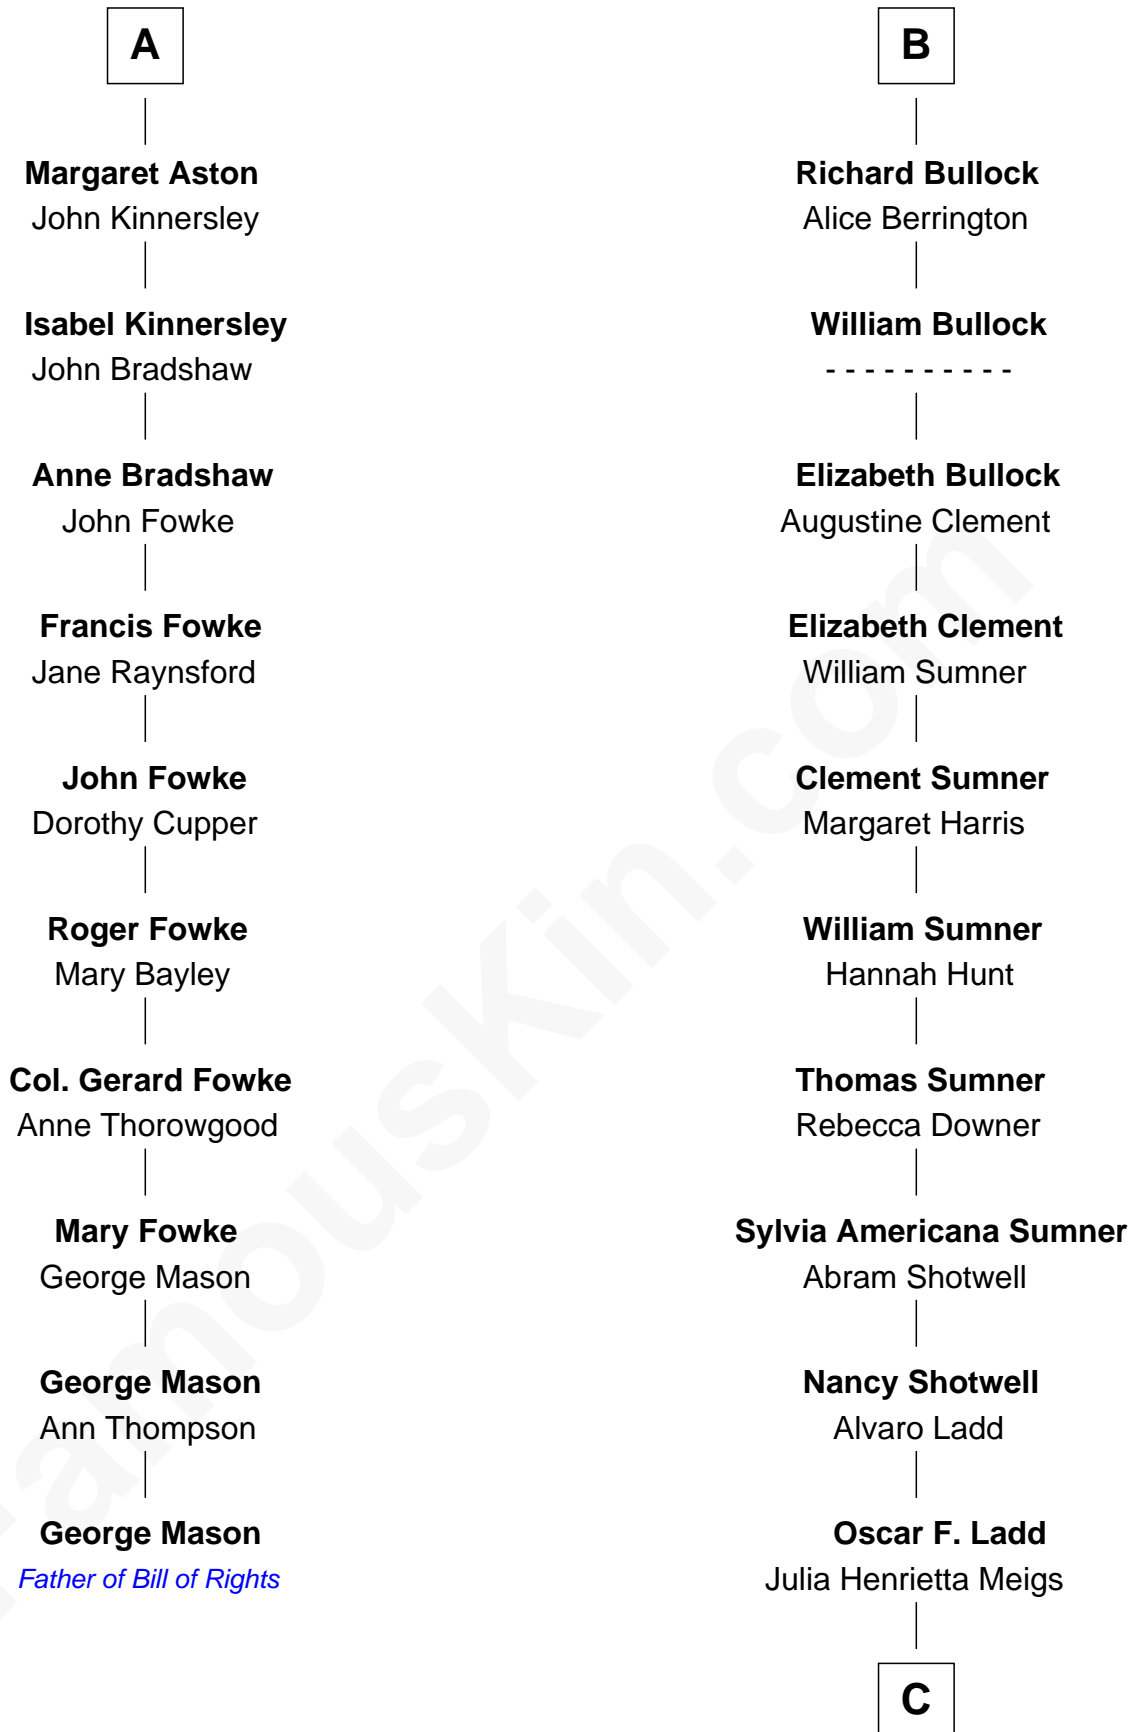 A
Margaret Aston
John Kinnersley
Isabel Kinnersley
John Bradshaw
Anne Bradshaw
John Fowke
Francis Fowke
Jane Raynsford
John Fowke
Dorothy Cupper
Roger Fowke
Mary Bayley
Col. Gerard Fowke
Anne Thorowgood
Mary Fowke
George Mason
George Mason
Ann Thompson
George Mason
Father of Bill of Rights
B
Richard Bullock
Alice Berrington
William Bullock
- - - - - - - - - -
Elizabeth Bullock
Augustine Clement
Elizabeth Clement
William Sumner
Clement Sumner
Margaret Harris
William Sumner
Hannah Hunt
Thomas Sumner
Rebecca Downer
Sylvia Americana Sumner
Abram Shotwell
Nancy Shotwell
Alvaro Ladd
Oscar F. Ladd
Julia Henrietta Meigs
C
FamousKin.com